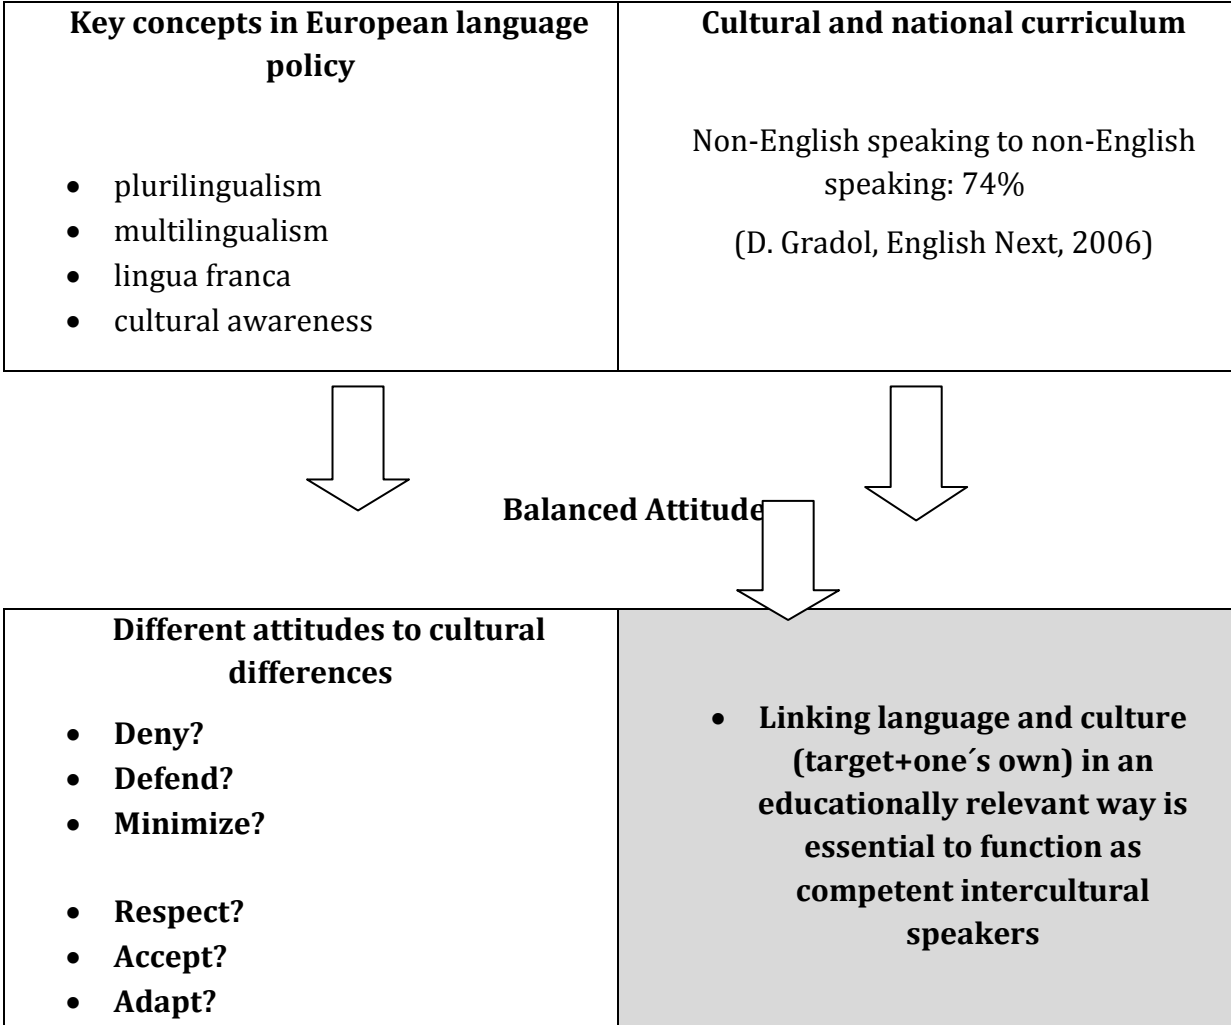 Key concepts in European language
policy
• plurilingualism
• multilingualism
• lingua franca
• cultural awareness
Cultural and national curriculum
Non-English speaking to non-English
speaking: 74%
(D. Gradol, English Next, 2006)
Balanced Attitude
Different attitudes to cultural
differences
• Deny?
• Defend?
• Minimize?
• Respect?
• Accept?
• Adapt?
• Linking language and culture
(target+one´s own) in an
educationally relevant way is
essential to function as
competent intercultural
speakers